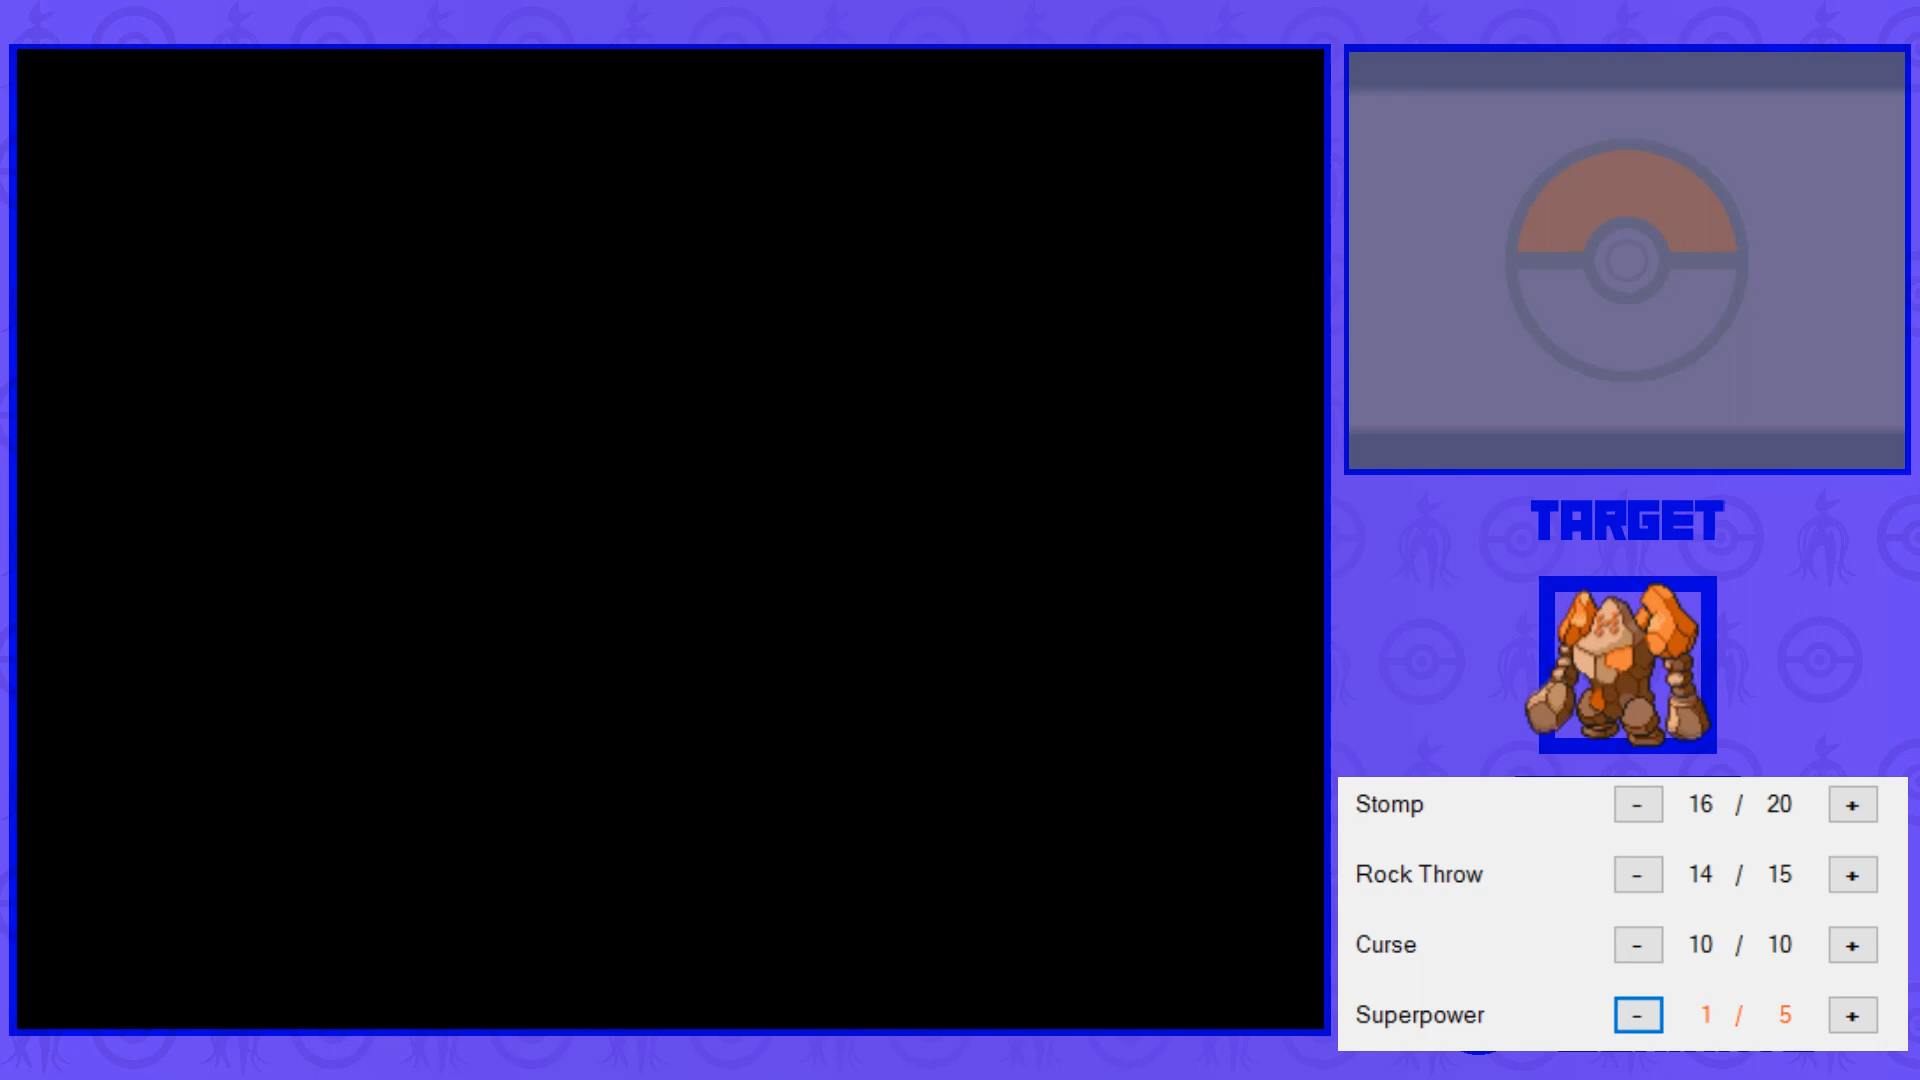 TARGET
Stomp - 16 / 20 +
Rock Throw - 14 / 15 +
Curse - 10 / 10 +
Superpower - 1 / 5 +